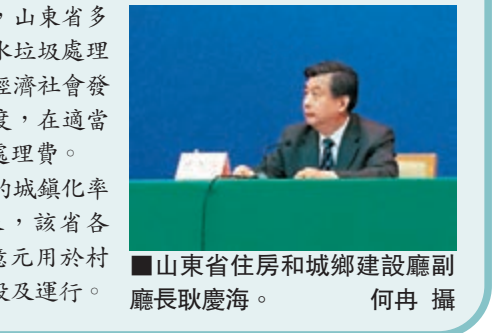 ，山東省多
水垃圾處理
經濟社會發
度，在適當
處理費。
的城鎮化率
，該省各
億元用於村
設及運行。
■山東省住房和城鄉建設廳副
廳長耿慶海。 何冉 攝